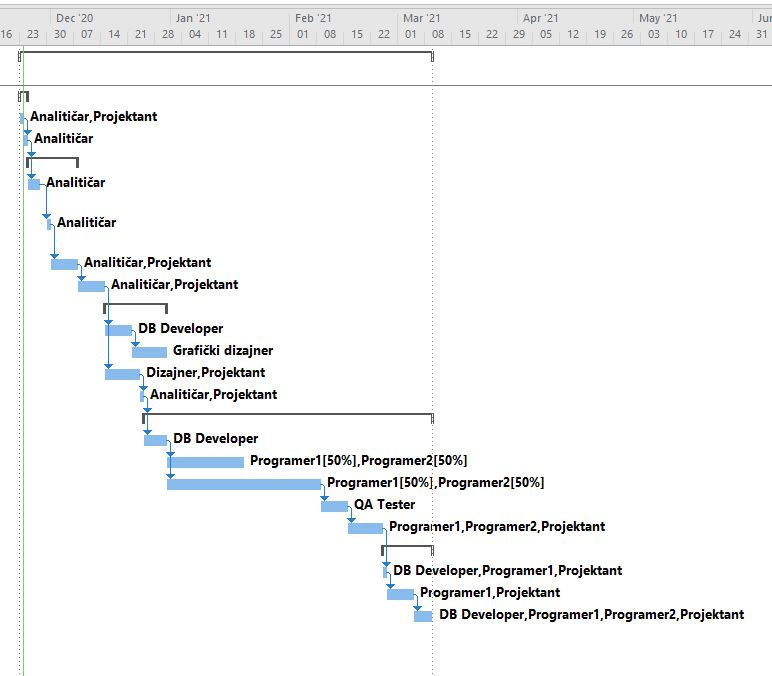 Dec '20 Jan '21 Feb '21 Mar '21 Apr '21 May '21
16 23 30 07 14 21 28 04 11 18 25 01 08 15 22 01 08 15 22 29 05 12 19 26 03 10 17 24 31
Analitičar,Projektant
Analitičar
Analitičar
Analitičar
Analitičar,Projektant
Analitičar,Projektant
DB Developer
Grafički dizajner
Dizajner,Projektant
Analitičar,Projektant
DB Developer
Programer1[50%],Programer2[50%]
Programer1[50%],Programer2[50%]
QA Tester
Programer1,Programer2,Projektant
DB Developer,Programer1,Projektant
Programer1,Projektant
DB Developer,Programer1,Programer2,Projektant